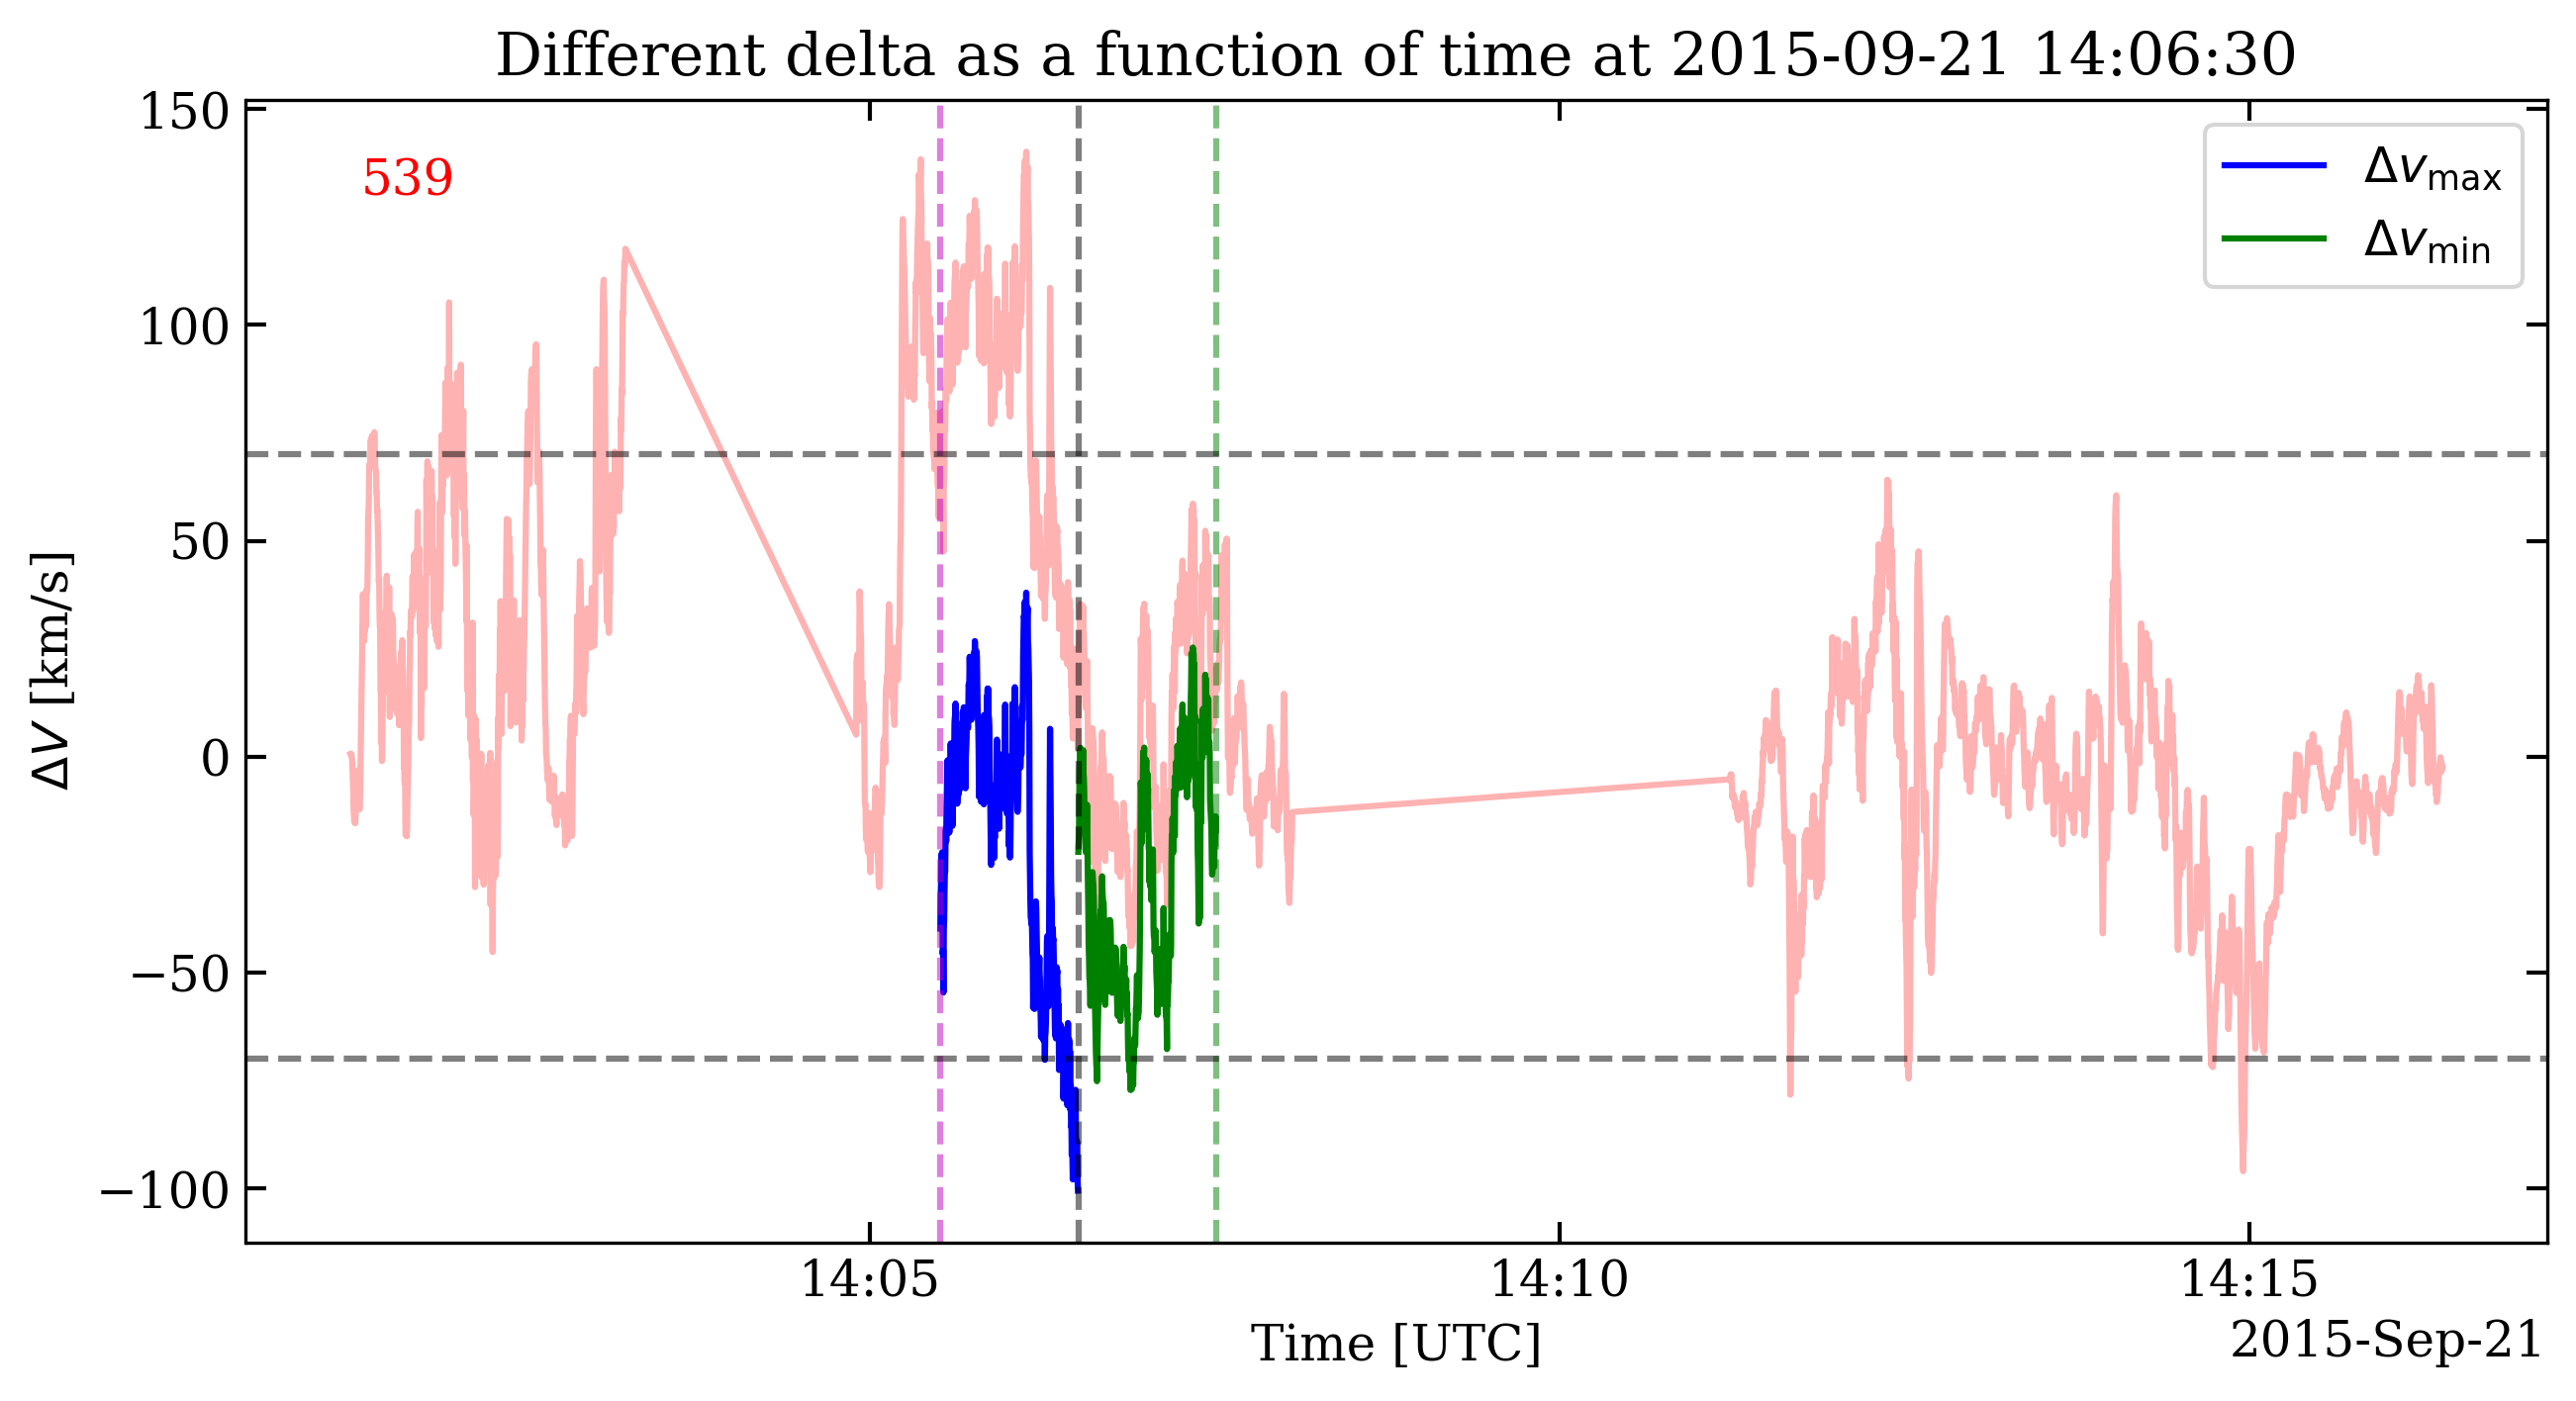 Different delta as a function of time at 2015-09-21 14:06:30
150
100
50
0
−50
−100
ΔV [km/s]
539
Δvmax
Δvmin
14:05
14:10
14:15
Time [UTC]
2015-Sep-21